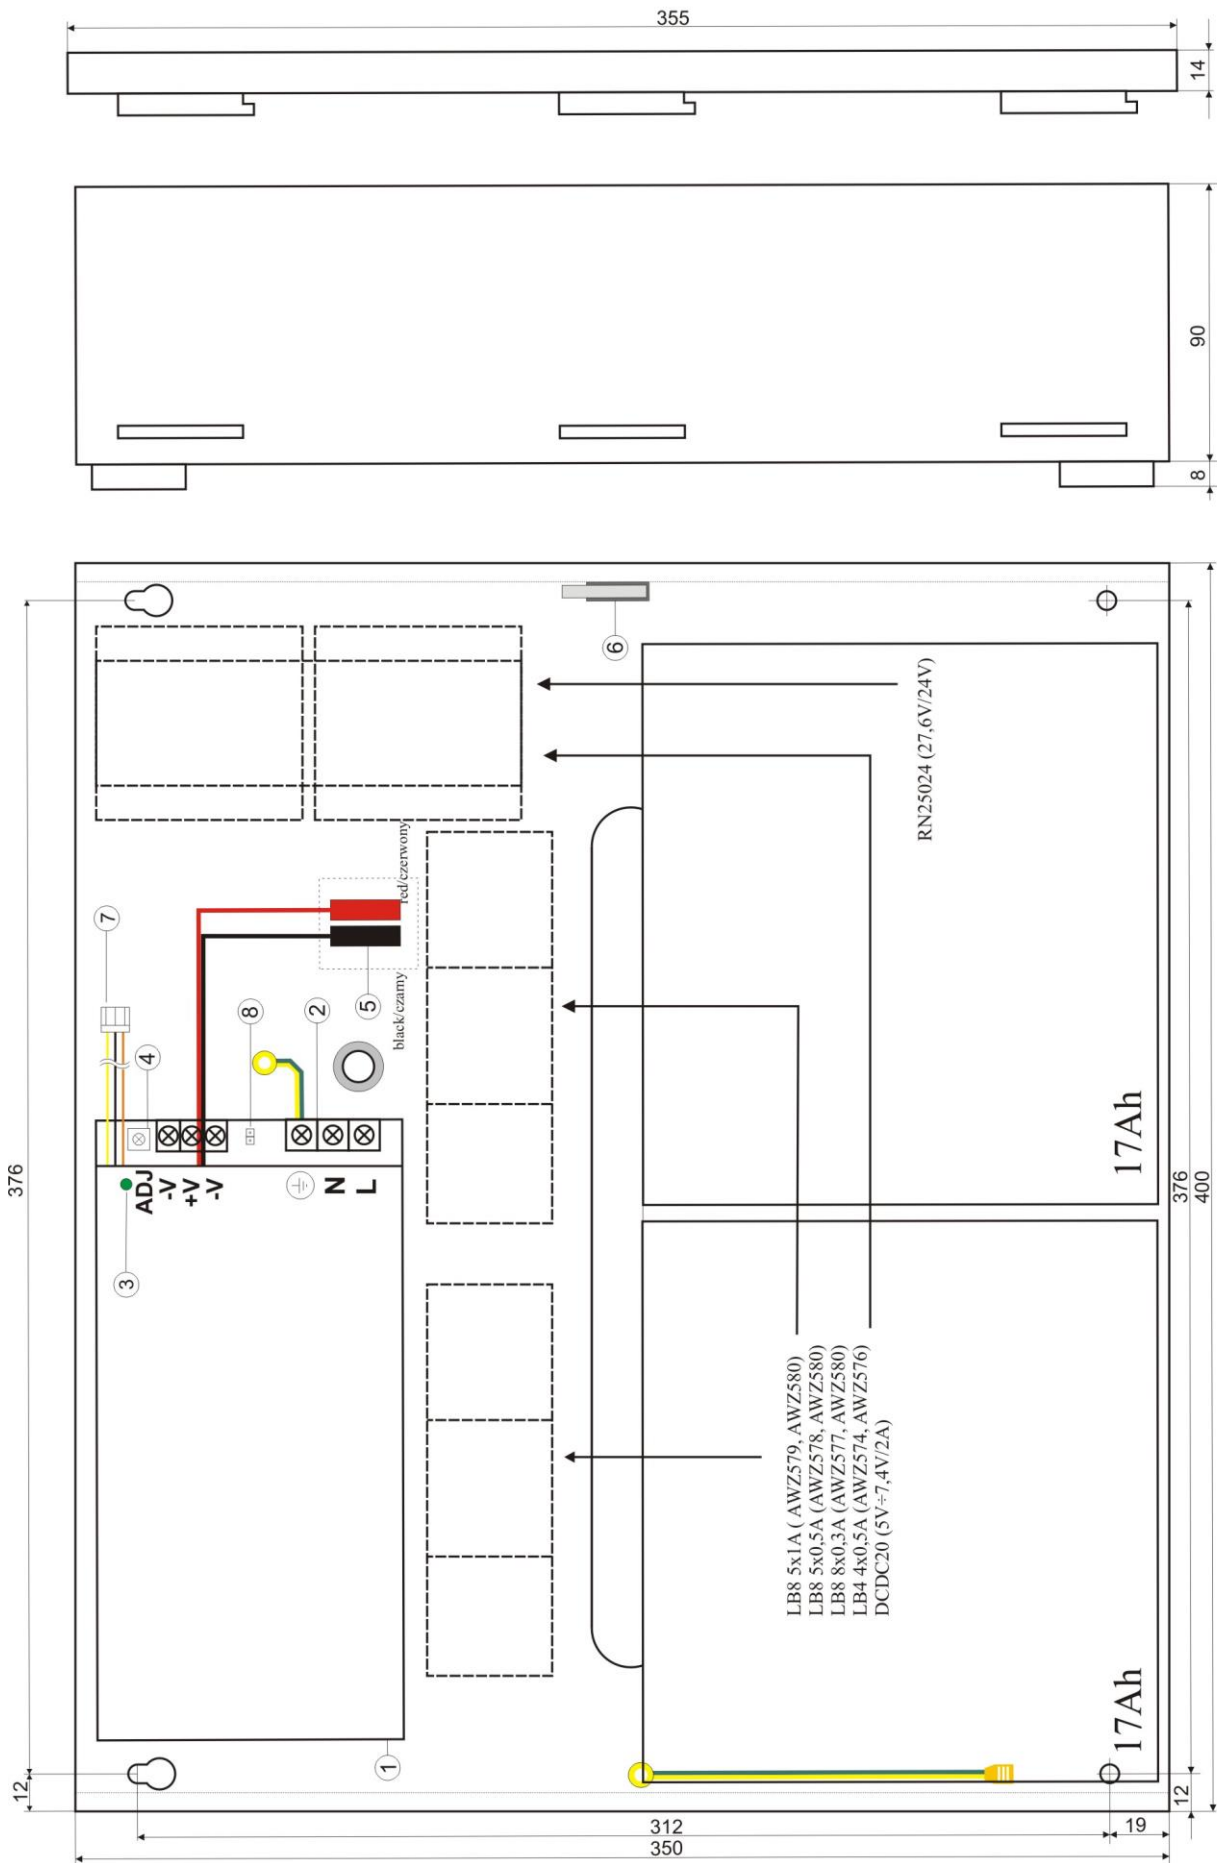 355
14
90
8
376
12
7
4
3
ADJ
-V
+V
-V
8
2
N
L
5
red/czerwony
black/czarny
1
6
RN25024 (27,6V/24V)
LB8 5x1A ( AWZ579, AWZ580)
LB8 5x0,5A (AWZ578, AWZ580)
LB8 8x0,3A (AWZ577, AWZ580)
LB4 4x0,5A (AWZ574, AWZ576)
DCDC20 (5V÷7,4V/2A)
17Ah
17Ah
376
400
12
312
19
350